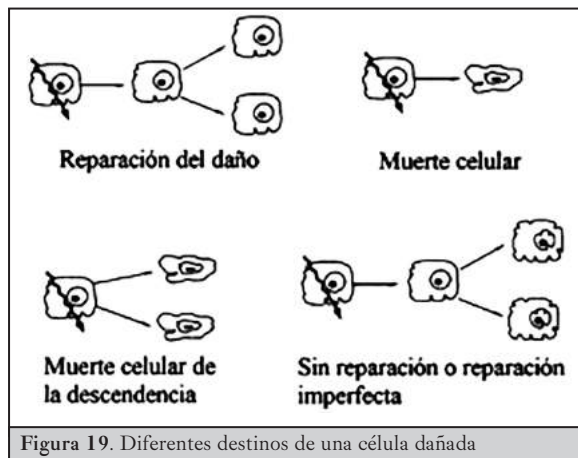 Reparación del daño
Muerte celular
Muerte celular de
la descendencia
Sin reparación o reparación
imperfecta
Figura 19. Diferentes destinos de una célula dañada